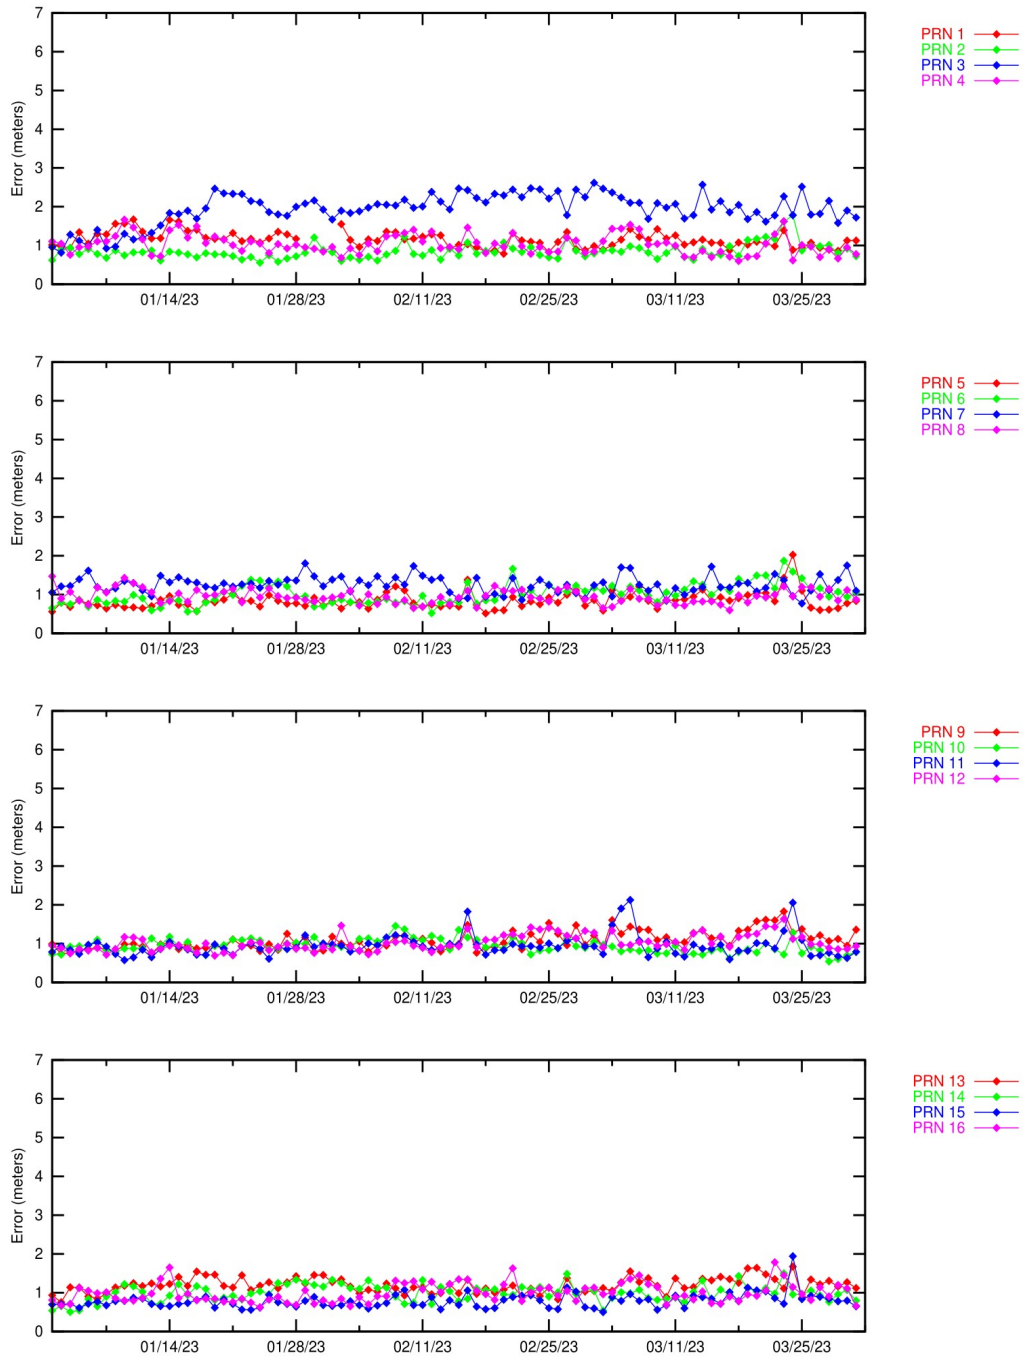 7
6
5
4
3
2
1
0
Error (meters)
01/14/23 01/28/23 02/11/23 02/25/23 03/11/23 03/25/23
PRN 1
PRN 2
PRN 3
PRN 4
7
6
5
4
3
2
1
0
Error (meters)
01/14/23 01/28/23 02/11/23 02/25/23 03/11/23 03/25/23
PRN 5
PRN 6
PRN 7
PRN 8
7
6
5
4
3
2
1
0
Error (meters)
01/14/23 01/28/23 02/11/23 02/25/23 03/11/23 03/25/23
PRN 9
PRN 10
PRN 11
PRN 12
7
6
5
4
3
2
1
0
Error (meters)
01/14/23 01/28/23 02/11/23 02/25/23 03/11/23 03/25/23
PRN 13
PRN 14
PRN 15
PRN 16